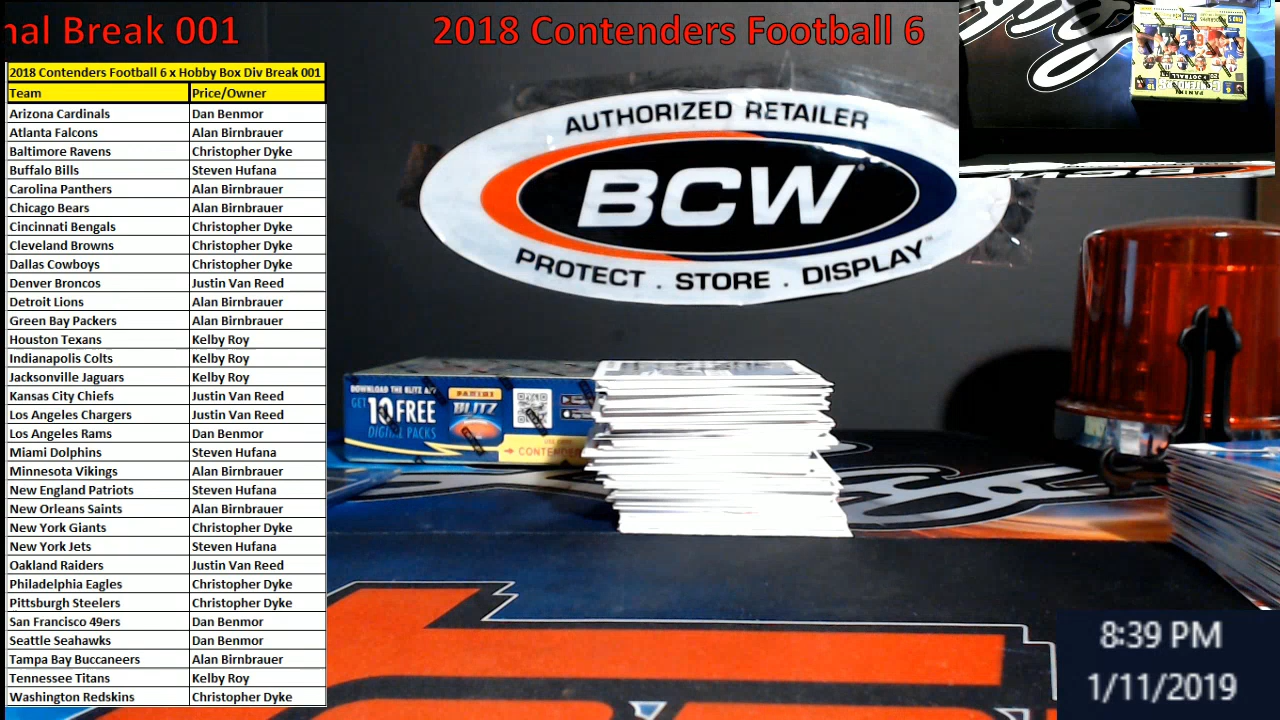 nal Break 001
2018 Contenders Football 6
2018 Contenders Football 6 x Hobby Box Div Break 001
Team Price/Owner
Arizona Cardinals Dan Benmor
Atlanta Falcons Alan Birnbrauer
Baltimore Ravens Christopher Dyke
Buffalo Bills Steven Hufana
Carolina Panthers Alan Birnbrauer
Chicago Bears Alan Birnbrauer
Cincinnati Bengals Christopher Dyke
Cleveland Browns Christopher Dyke
Dallas Cowboys Christopher Dyke
Denver Broncos Justin Van Reed
Detroit Lions Alan Birnbrauer
Green Bay Packers Alan Birnbrauer
Houston Texans Kelby Roy
Indianapolis Colts Kelby Roy
Jacksonville Jaguars Kelby Roy
Kansas City Chiefs Justin Van Reed
Los Angeles Chargers Justin Van Reed
Los Angeles Rams Dan Benmor
Miami Dolphins Steven Hufana
Minnesota Vikings Alan Birnbrauer
New England Patriots Steven Hufana
New Orleans Saints Alan Birnbrauer
New York Giants Christopher Dyke
New York Jets Steven Hufana
Oakland Raiders Justin Van Reed
Philadelphia Eagles Christopher Dyke
Pittsburgh Steelers Christopher Dyke
San Francisco 49ers Dan Benmor
Seattle Seahawks Dan Benmor
Tampa Bay Buccaneers Alan Birnbrauer
Tennessee Titans Kelby Roy
Washington Redskins Christopher Dyke
AUTHORIZED RETAILER
BCW
PROTECT . STORE . DISPLAY™
DOWNLOAD THE BLITZ
GET 10 FREE
DIGITAL PACKS
PANINI
BLITZ
8:39 PM
1/11/2019